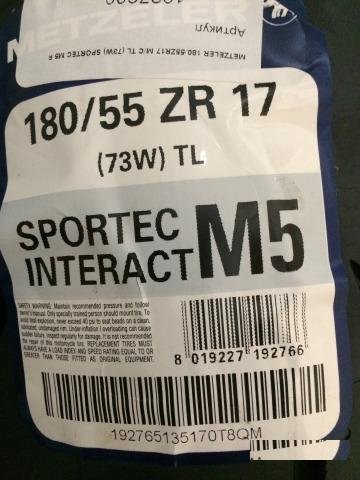 METZELER
Артикул
METZELER 180/55ZR17 M/C TL (73W) SPORTEC M5 R
180/55 ZR 17
(73W) TL
SPORTEC
INTERACT M5
SAFETY WARNING: Maintain recommended pressure and follow
owner's manual. Only specially trained person should mount tire. To
avoid fatal explosion, never exceed 40 psi to seat beads on a clean,
lubricated, undamaged rim. Under-inflation / overloading can cause
sudden failure. Inspect regularly for damage. It is not recommended
the repair of this motorcycle tire. REPLACEMENT TIRES MUST
ALWAYS HAVE A LOAD INDEX AND SPEED RATING EQUAL TO OR
GREATER THAN THOSE FITTED AS ORIGINAL EQUIPMENT.
8 019227 192766
192765135170T8QM